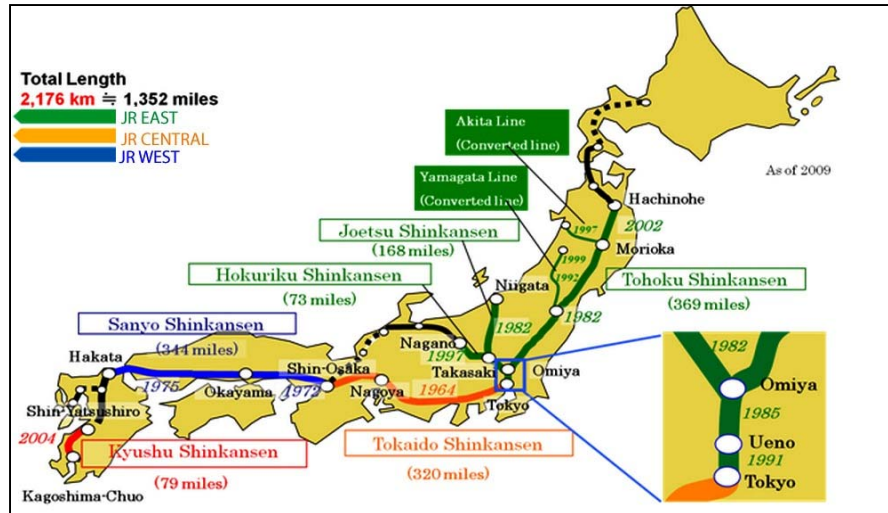 Total Length
2,176 km ≒ 1,352 miles
JR EAST
JR CENTRAL
JR WEST
Akita Line
(Converted line)
As of 2009
Yamagata Line
(Converted line)
Hachinohe
1997
2002
Joetsu Shinkansen
(168 miles)
Morioka
1999
Hokuriku Shinkansen
(73 miles)
1992
Tohoku Shinkansen
(369 miles)
Niigata
1982
1982
Sanyo Shinkansen
(344 miles)
Nagano
1997
Hakata
Shin-Osaka
Takasaki
Omiya
1975
Okayama
1972
Nagoya
1964
Tokyo
Shin-Yatsushiro
2004
Kyushu Shinkansen
(79 miles)
Tokaido Shinkansen
(320 miles)
Kagoshima-Chuo
1982
Omiya
1985
Ueno
1991
Tokyo